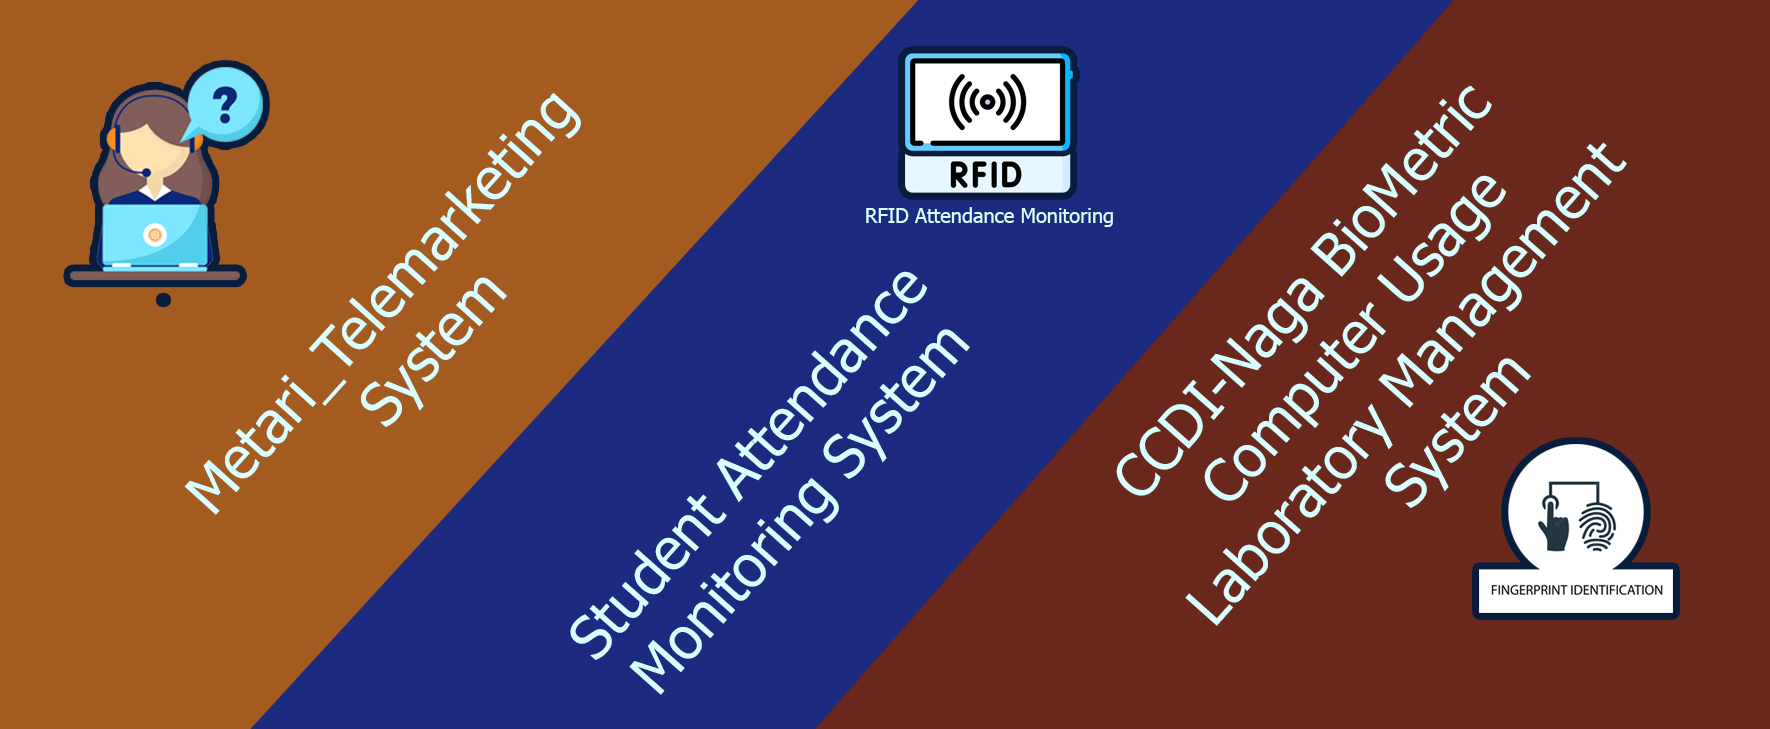 ?
Metari_Telemarketing
System
RFID
RFID Attendance Monitoring
Student Attendance
Monitoring System
CCDI-Naga BioMetric
Computer Usage
Laboratory Management
System
FINGERPRINT IDENTIFICATION